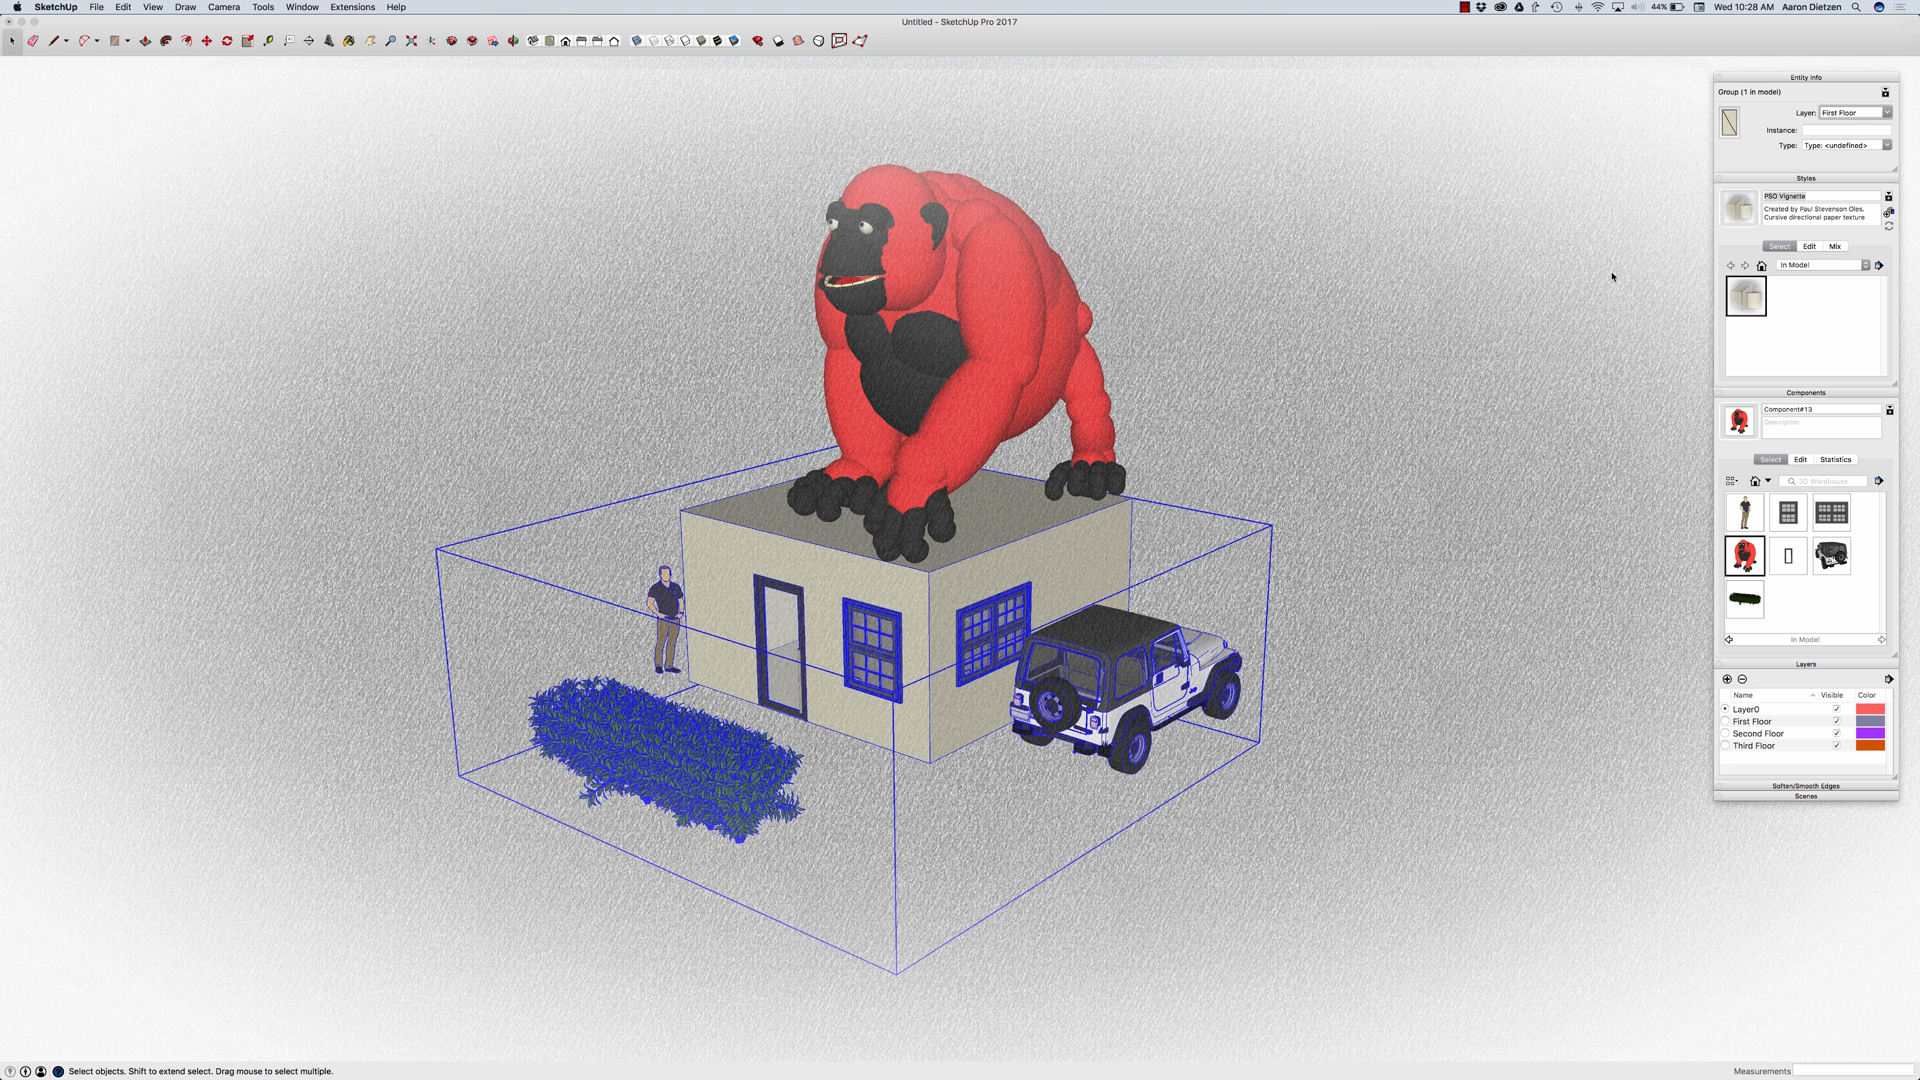 SketchUp File Edit View Draw Camera Tools Window Extensions Help
44% Wed 10:28 AM Aaron Dietzen
Untitled - SketchUp Pro 2017
Entity Info
Group (1 in model)
Layer: First Floor
Instance:
Type: Type: <undefined>
Styles
PSO Vignette
Created by Paul Stevenson Oles.
Cursive directional paper texture
Select Edit Mix
In Model
Components
Component#13
Description
Select Edit Statistics
3D Warehouse
In Model
Layers
Name Visible Color
Layer0
First Floor
Second Floor
Third Floor
Soften/Smooth Edges
Scenes
Select objects. Shift to extend select. Drag mouse to select multiple.
Measurements